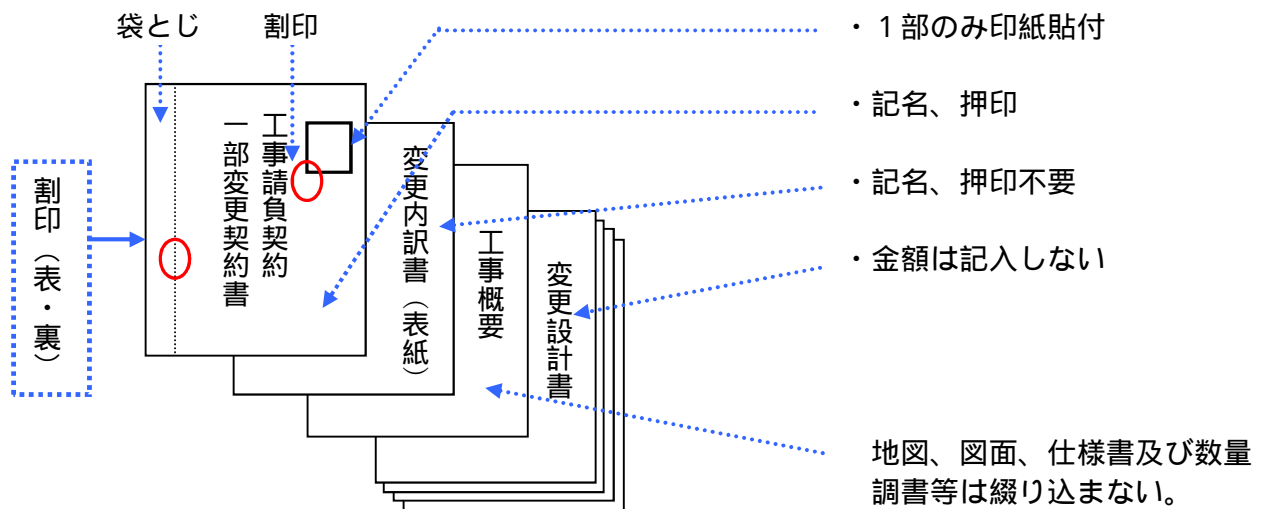 袋とじ
割印
・１部のみ印紙貼付
・記名、押印
・記名、押印不要
・金額は記入しない
割印（表・裏）
工事請負契約
一部変更契約書
変更内訳書（表紙）
工事概要
変更設計書
地図、図面、仕様書及び数量
調書等は綴り込まない。